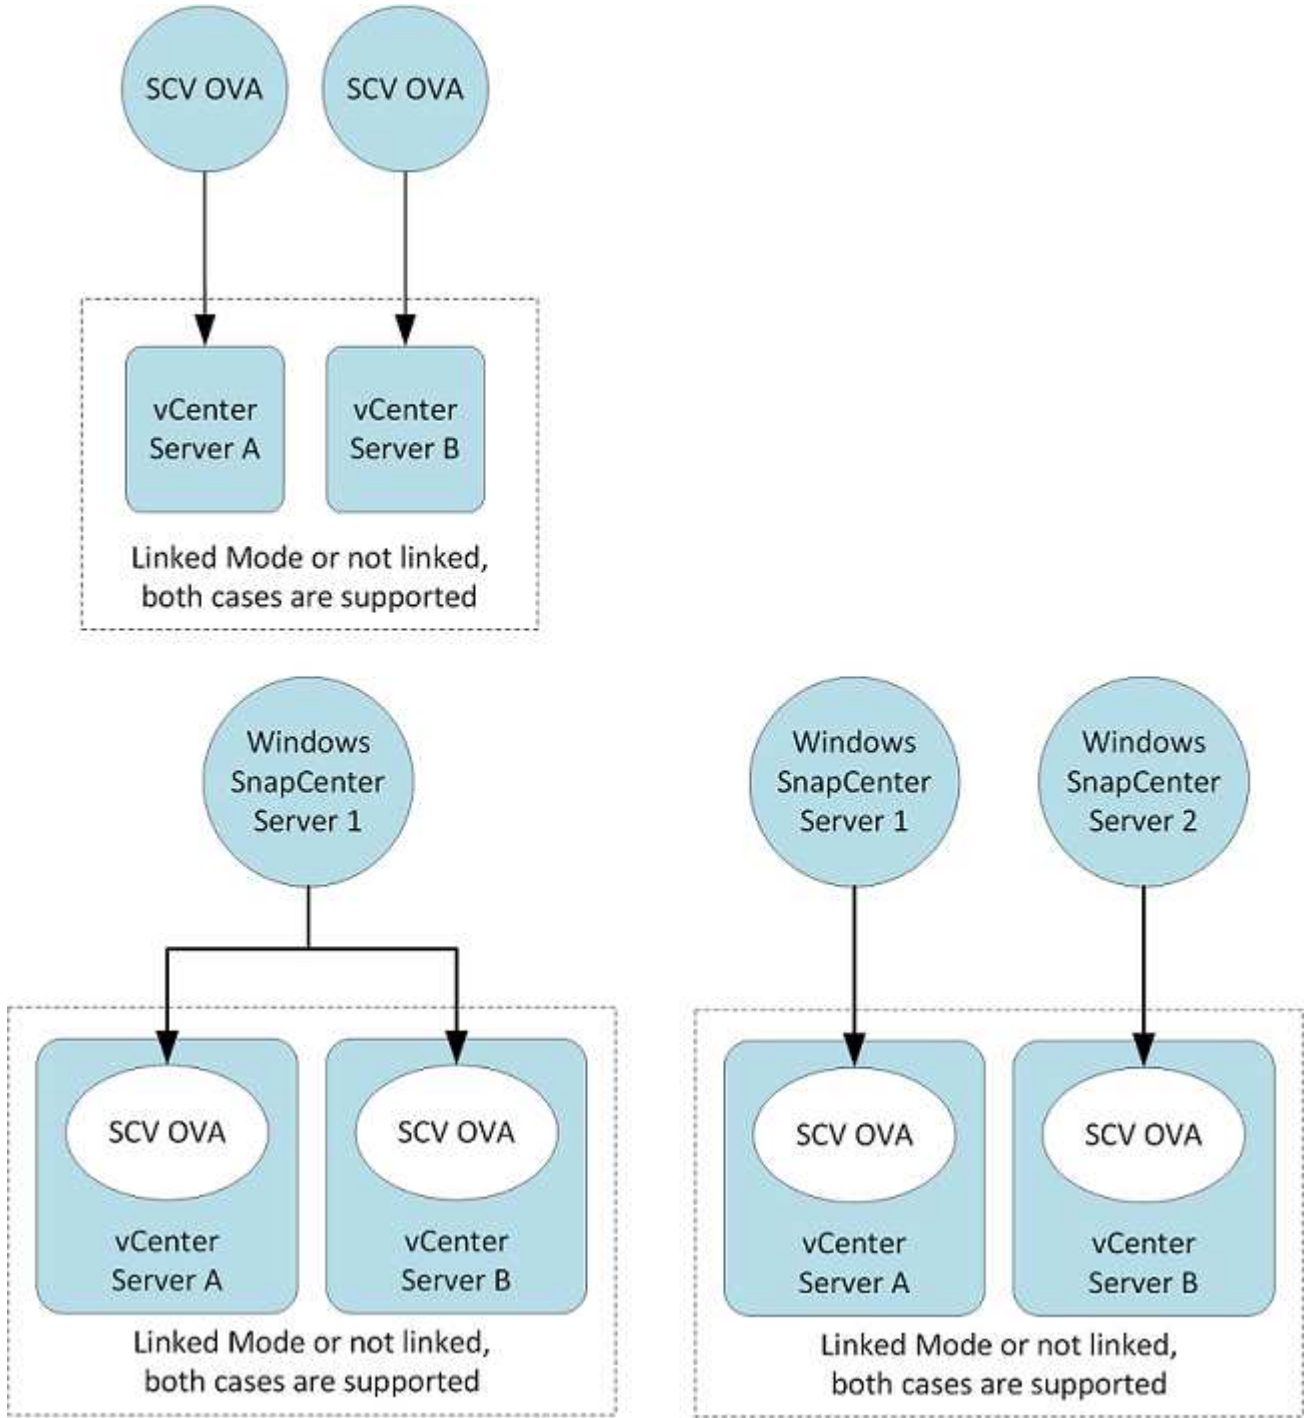 SCV OVA
SCV OVA
vCenter
Server A
vCenter
Server B
Linked Mode or not linked,
both cases are supported
Windows
SnapCenter
Server 1
SCV OVA
SCV OVA
vCenter
Server A
vCenter
Server B
Linked Mode or not linked,
both cases are supported
Windows
SnapCenter
Server 1
Windows
SnapCenter
Server 2
SCV OVA
SCV OVA
vCenter
Server A
vCenter
Server B
Linked Mode or not linked,
both cases are supported